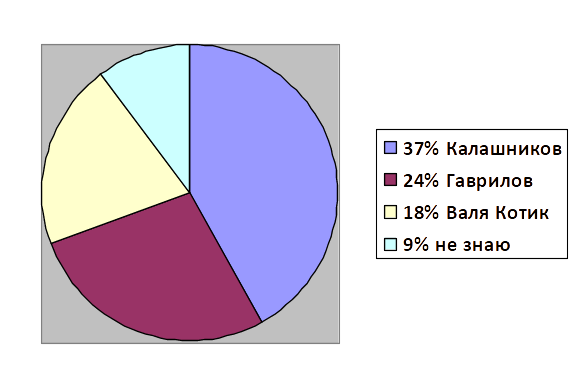 37% Калашников
24% Гаврилов
18% Валя Котик
9% не знаю